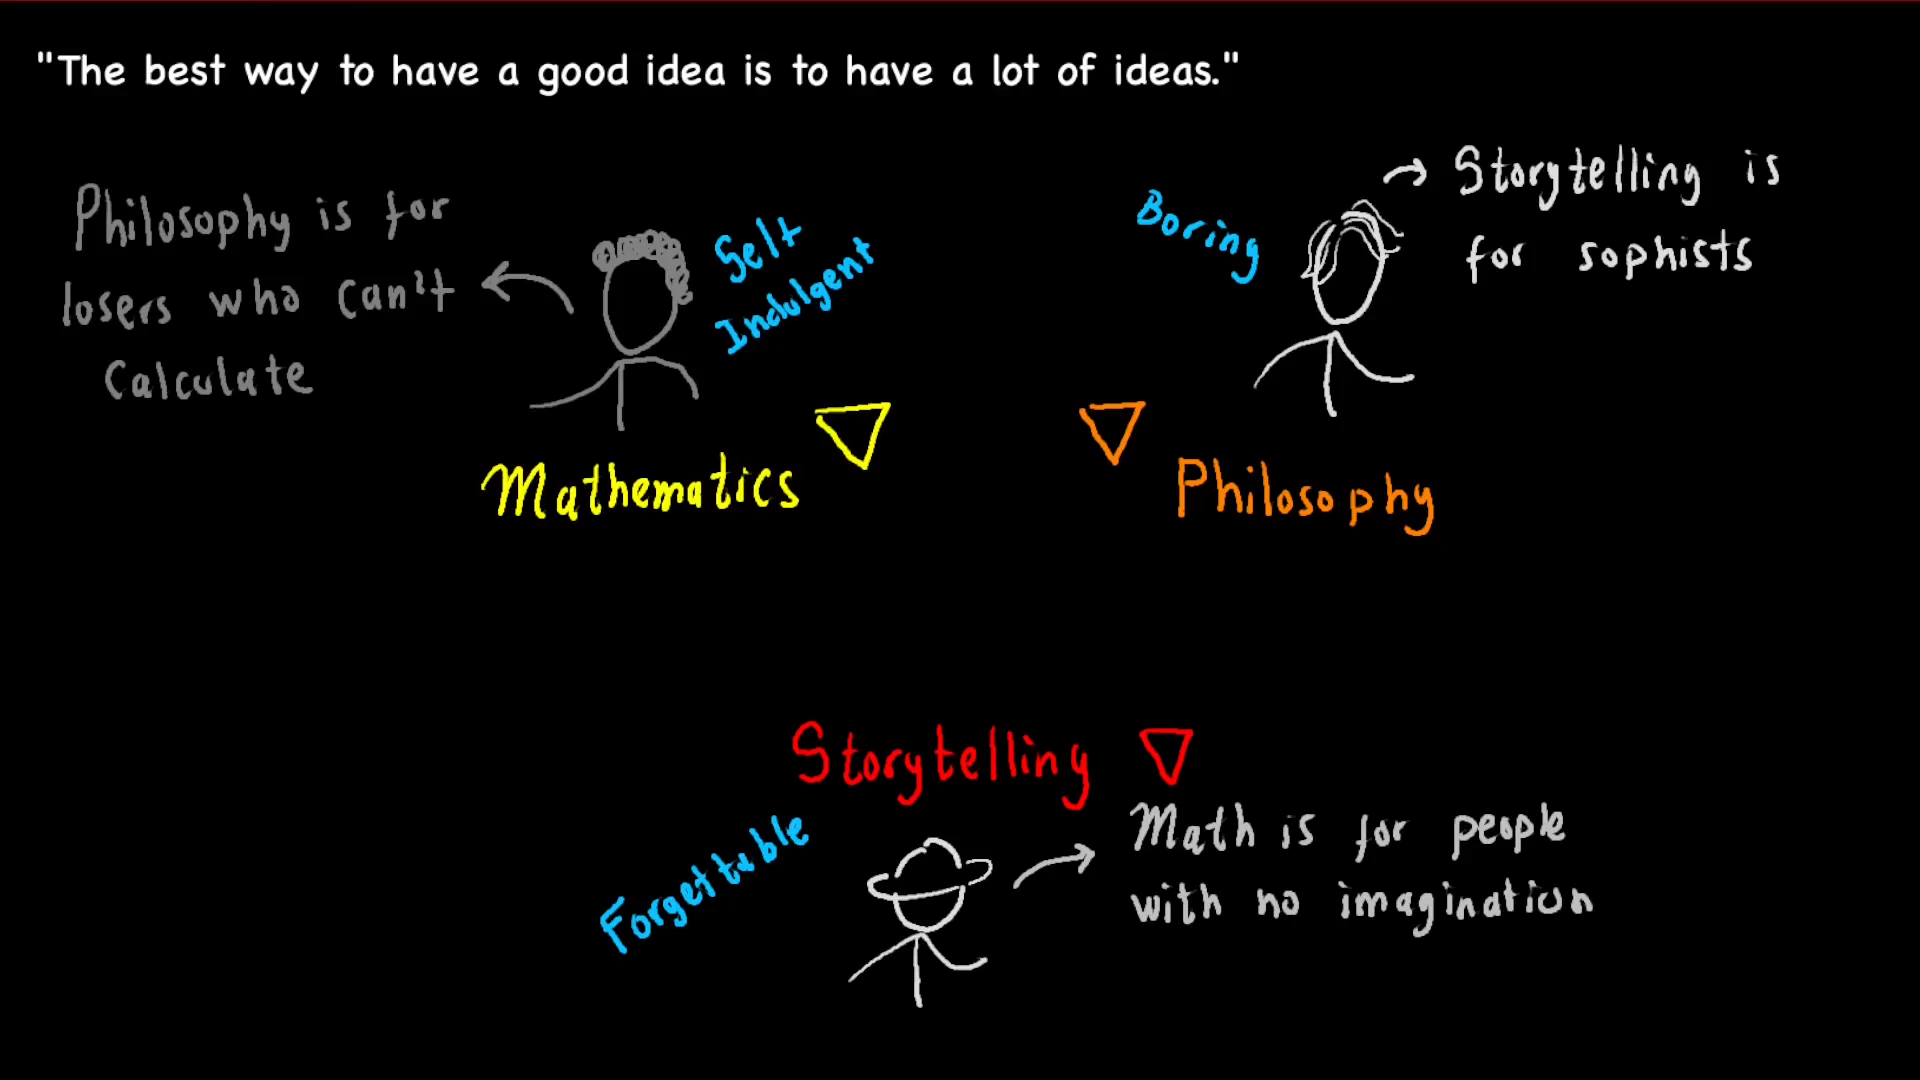 "The best way to have a good idea is to have a lot of ideas."
Philosophy is for
losers who can't
Calculate
Self
Indulgent
Mathematics
Boring
Storytelling is
for sophists
Philosophy
Storytelling
Forgettable
Math is for people
with no imagination